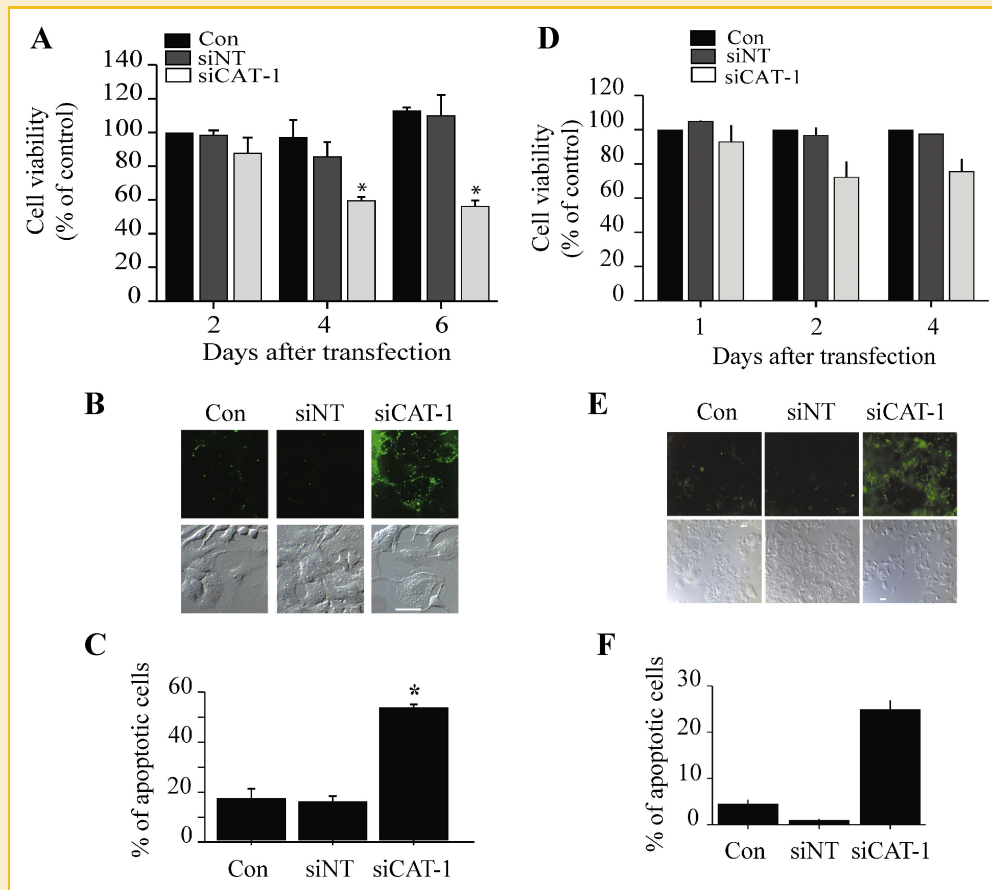 A
Con
siNT
siCAT-1
Cell viability
(% of control)
140
120
100
80
60
40
20
0
*
*
2
4
6
Days after transfection
B
Con
siNT
siCAT-1
C
% of apoptotic cells
60
40
20
0
*
Con
siNT
siCAT-1
D
Con
siNT
siCAT-1
Cell viability
(% of control)
120
100
80
60
40
20
0
1
2
4
Days after transfection
E
Con
siNT
siCAT-1
F
% of apoptotic cells
30
10
0
Con
siNT
siCAT-1